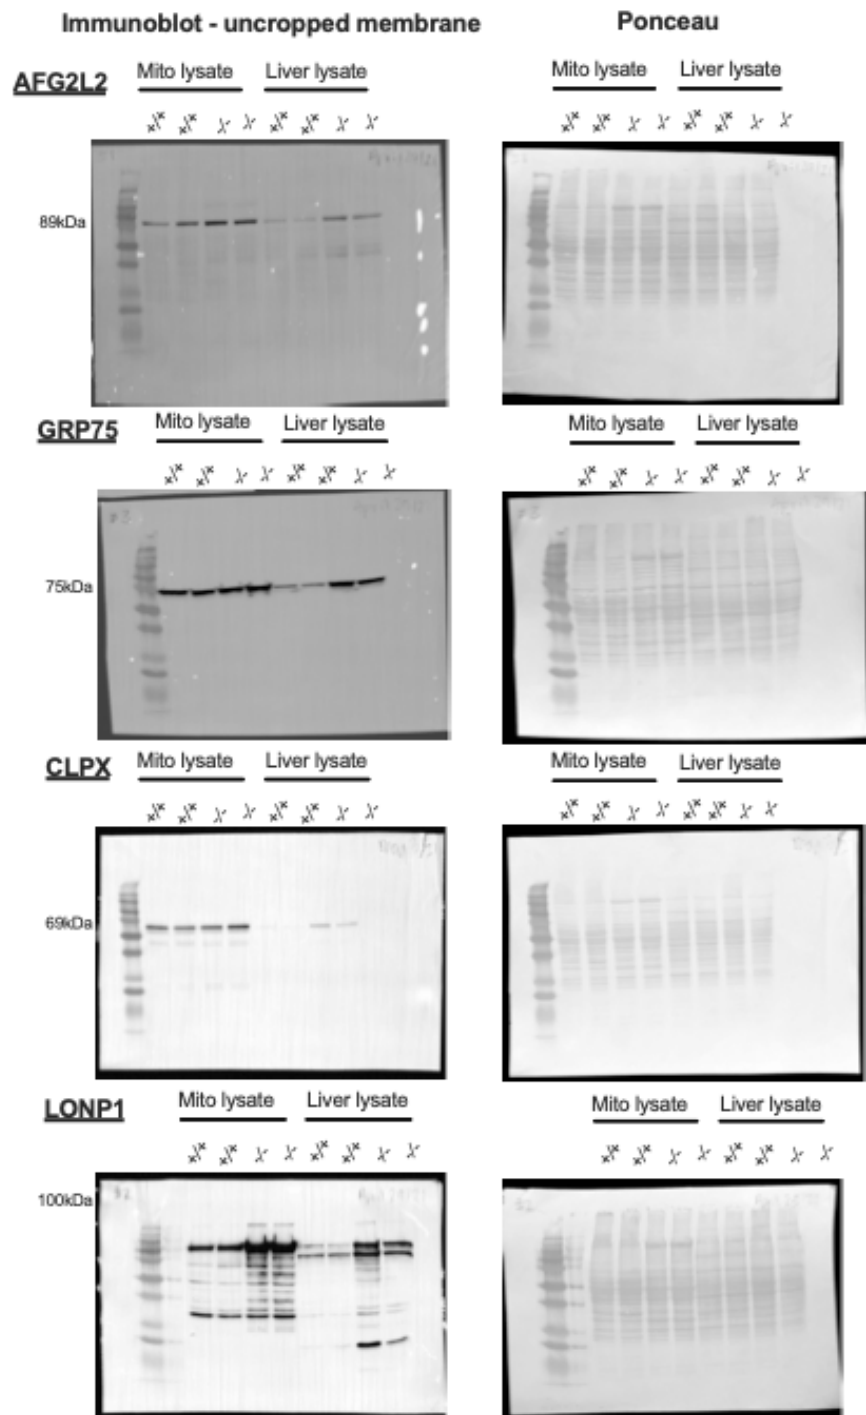 Immunoblot - uncropped membrane Ponceau
AFG2L2 Mito lysate Liver lysate Mito lysate Liver lysate
+/+ +/+ -/- -/- +/+ +/+ -/- -/- +/+ +/+ -/- -/- +/+ +/+ -/- -/-
89kDa
GRP75 Mito lysate Liver lysate Mito lysate Liver lysate
+/+ +/+ -/- -/- +/+ +/+ -/- -/- +/+ +/+ -/- -/- +/+ +/+ -/- -/-
75kDa
CLPX Mito lysate Liver lysate Mito lysate Liver lysate
+/+ +/+ -/- -/- +/+ +/+ -/- -/- +/+ +/+ -/- -/- +/+ +/+ -/- -/-
69kDa
LONP1 Mito lysate Liver lysate Mito lysate Liver lysate
+/+ +/+ -/- -/- +/+ +/+ -/- -/- +/+ +/+ -/- -/- +/+ +/+ -/- -/-
100kDa